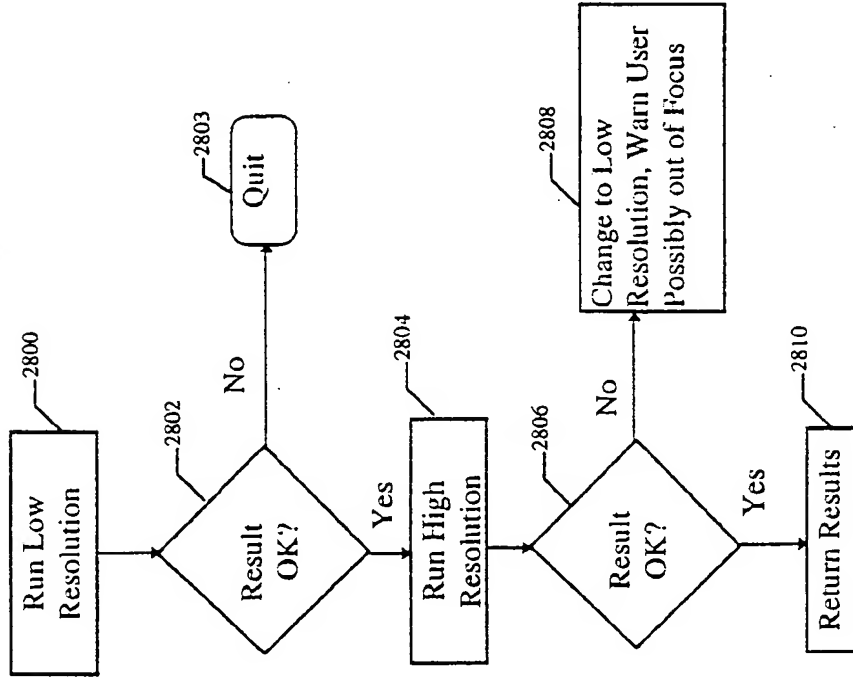 2800
Run Low
Resolution
2802
Result
OK?
No
2803
Quit
Yes
2804
Run High
Resolution
2806
Result
OK?
No
2808
Change to Low
Resolution, Warn User
Possibly out of Focus
Yes
2810
Return Results